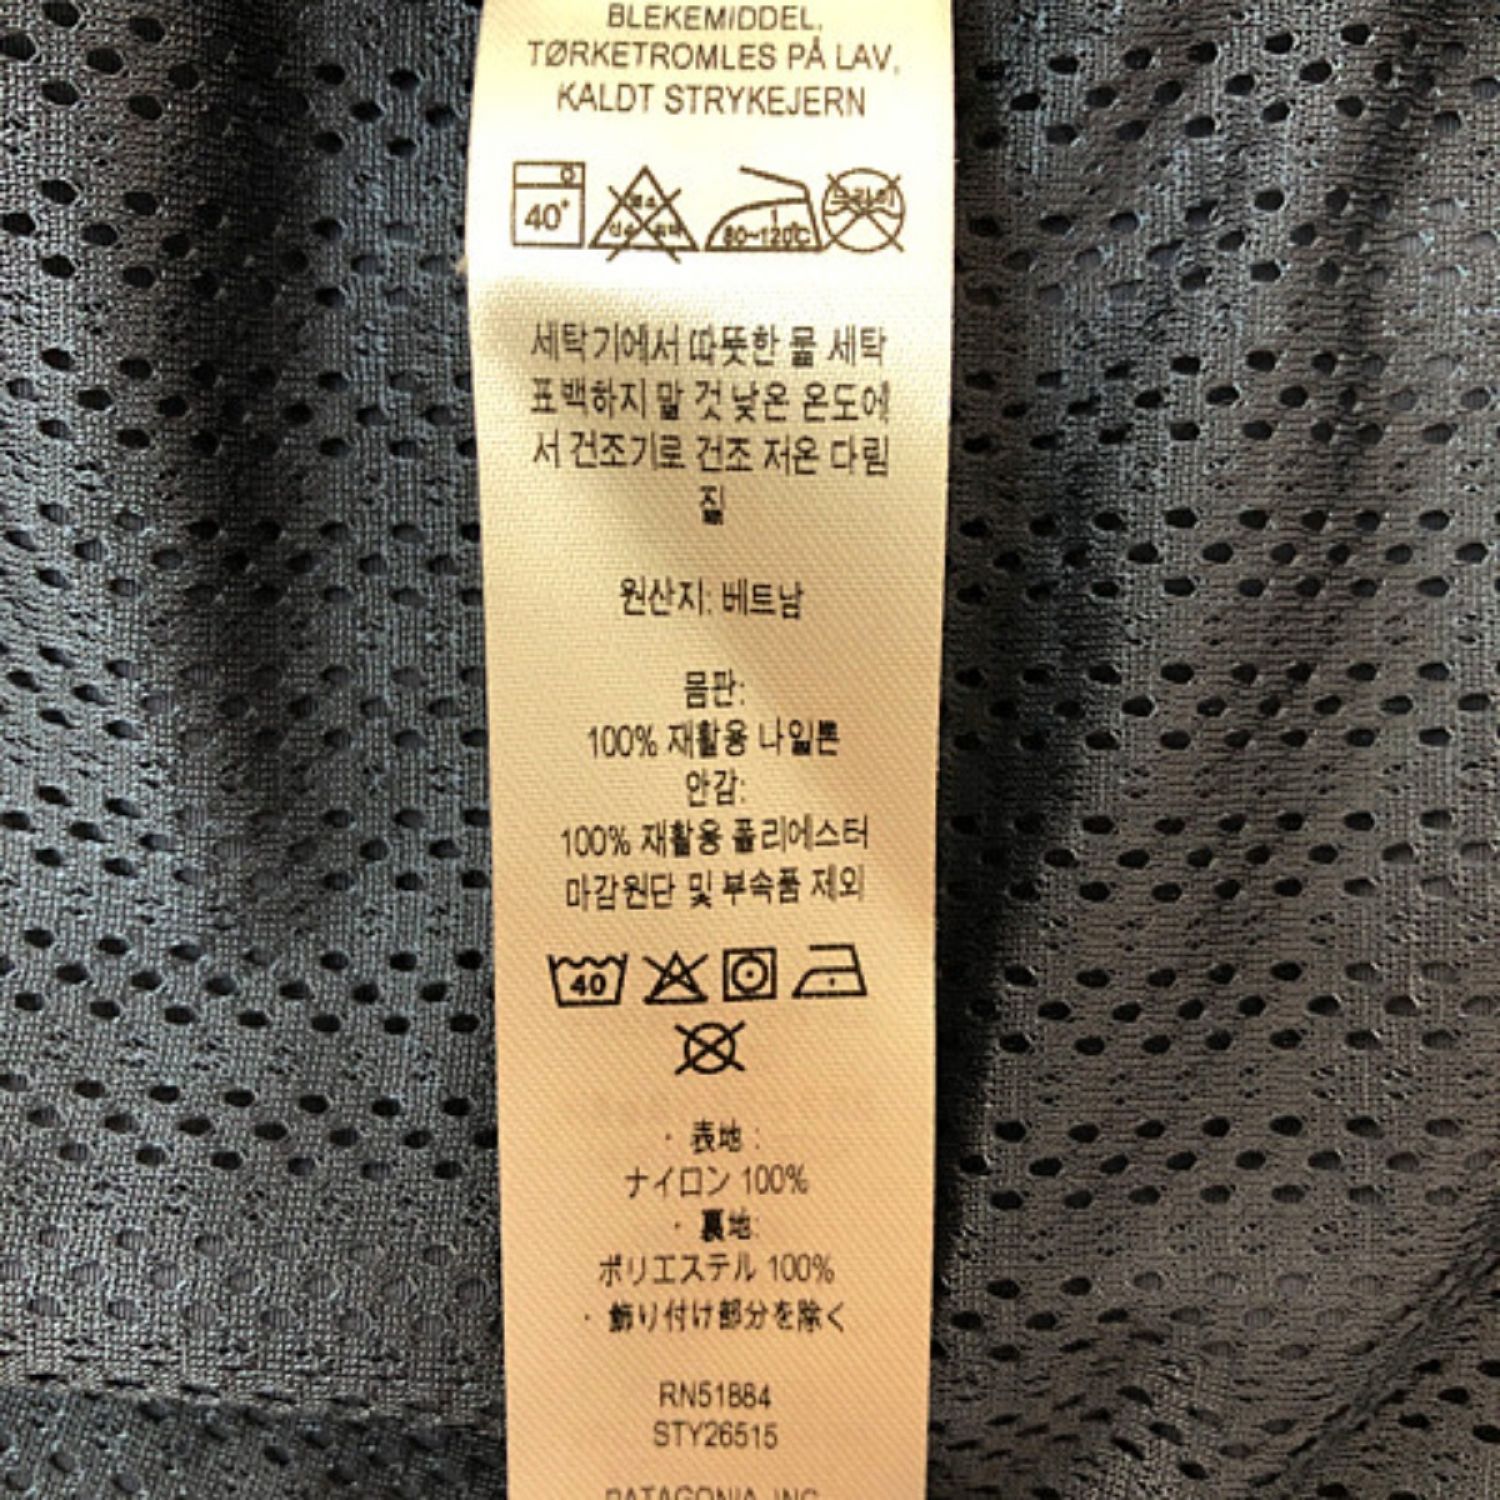 BLEKEMIDDEL,
TØRKETROMLES PÅ LAV,
KALDT STRYKEJERN
40°
80~120℃
세탁기에서 따뜻한 물 세탁
표백하지 말 것 낮은 온도에
서 건조기로 건조 저온 다림
질
원산지: 베트남
몸판:
100% 재활용 나일론
안감:
100% 재활용 폴리에스터
마감원단 및 부속품 제외
40
· 表地 :
ナイロン 100%
· 裏地:
ポリエステル 100%
· 飾り付け部分を除く
RN51884
STY26515
PATAGONIA, INC.